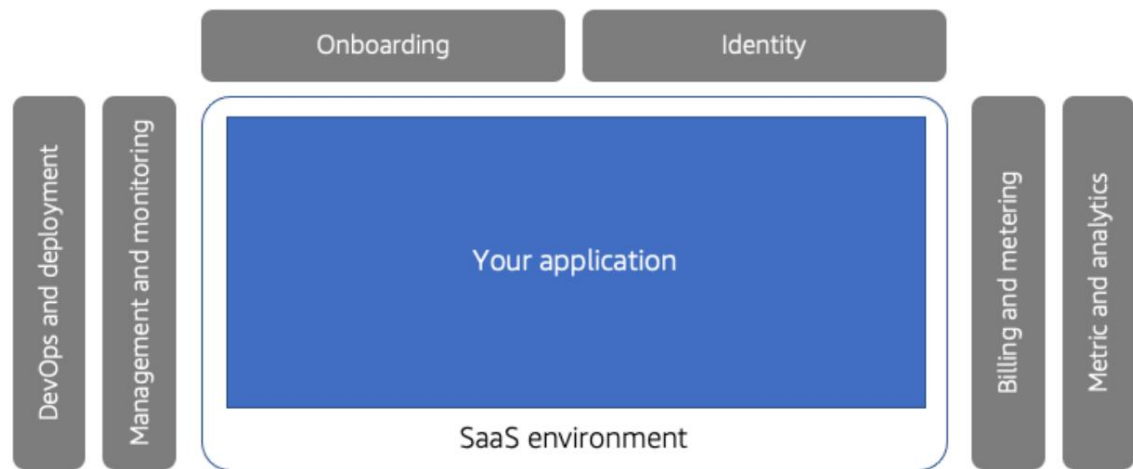 Onboarding
Identity
DevOps and deployment
Management and monitoring
Your application
SaaS environment
Billing and metering
Metric and analytics